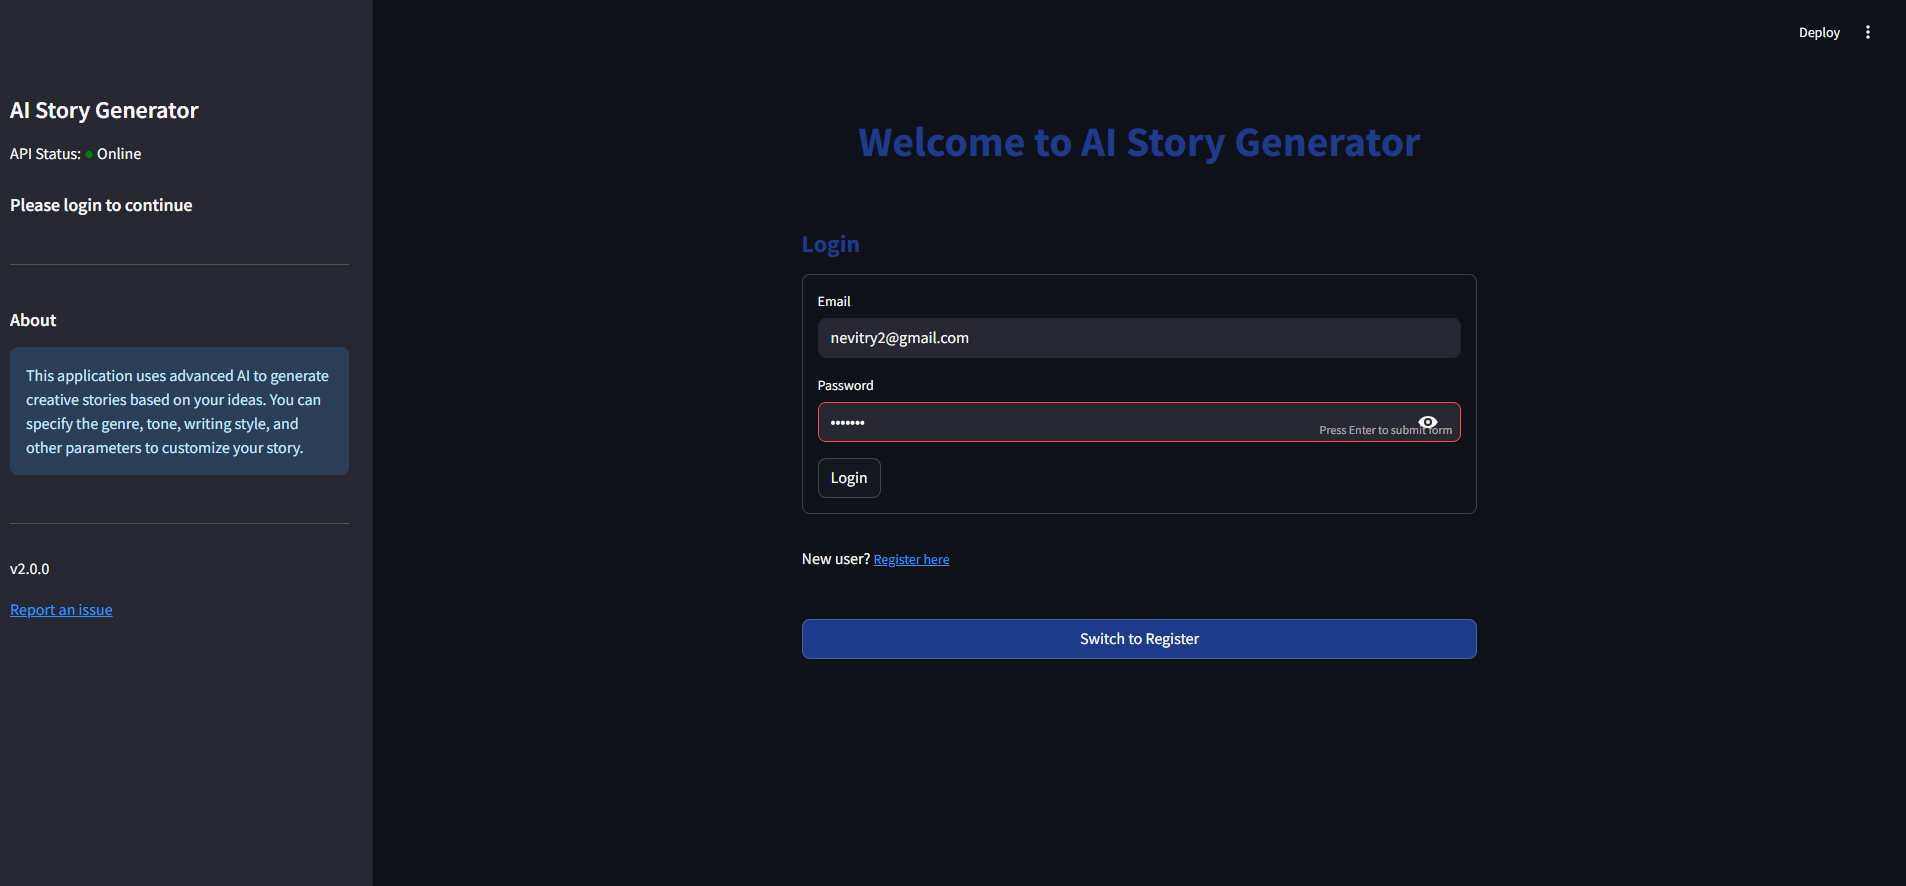 Deploy
AI Story Generator
API Status: Online
Please login to continue
About
This application uses advanced AI to generate
creative stories based on your ideas. You can
specify the genre, tone, writing style, and
other parameters to customize your story.
v2.0.0
Report an issue
Welcome to AI Story Generator
Login
Email
nevitry2@gmail.com
Password
•••••••
Press Enter to submit form
Login
New user? Register here
Switch to Register